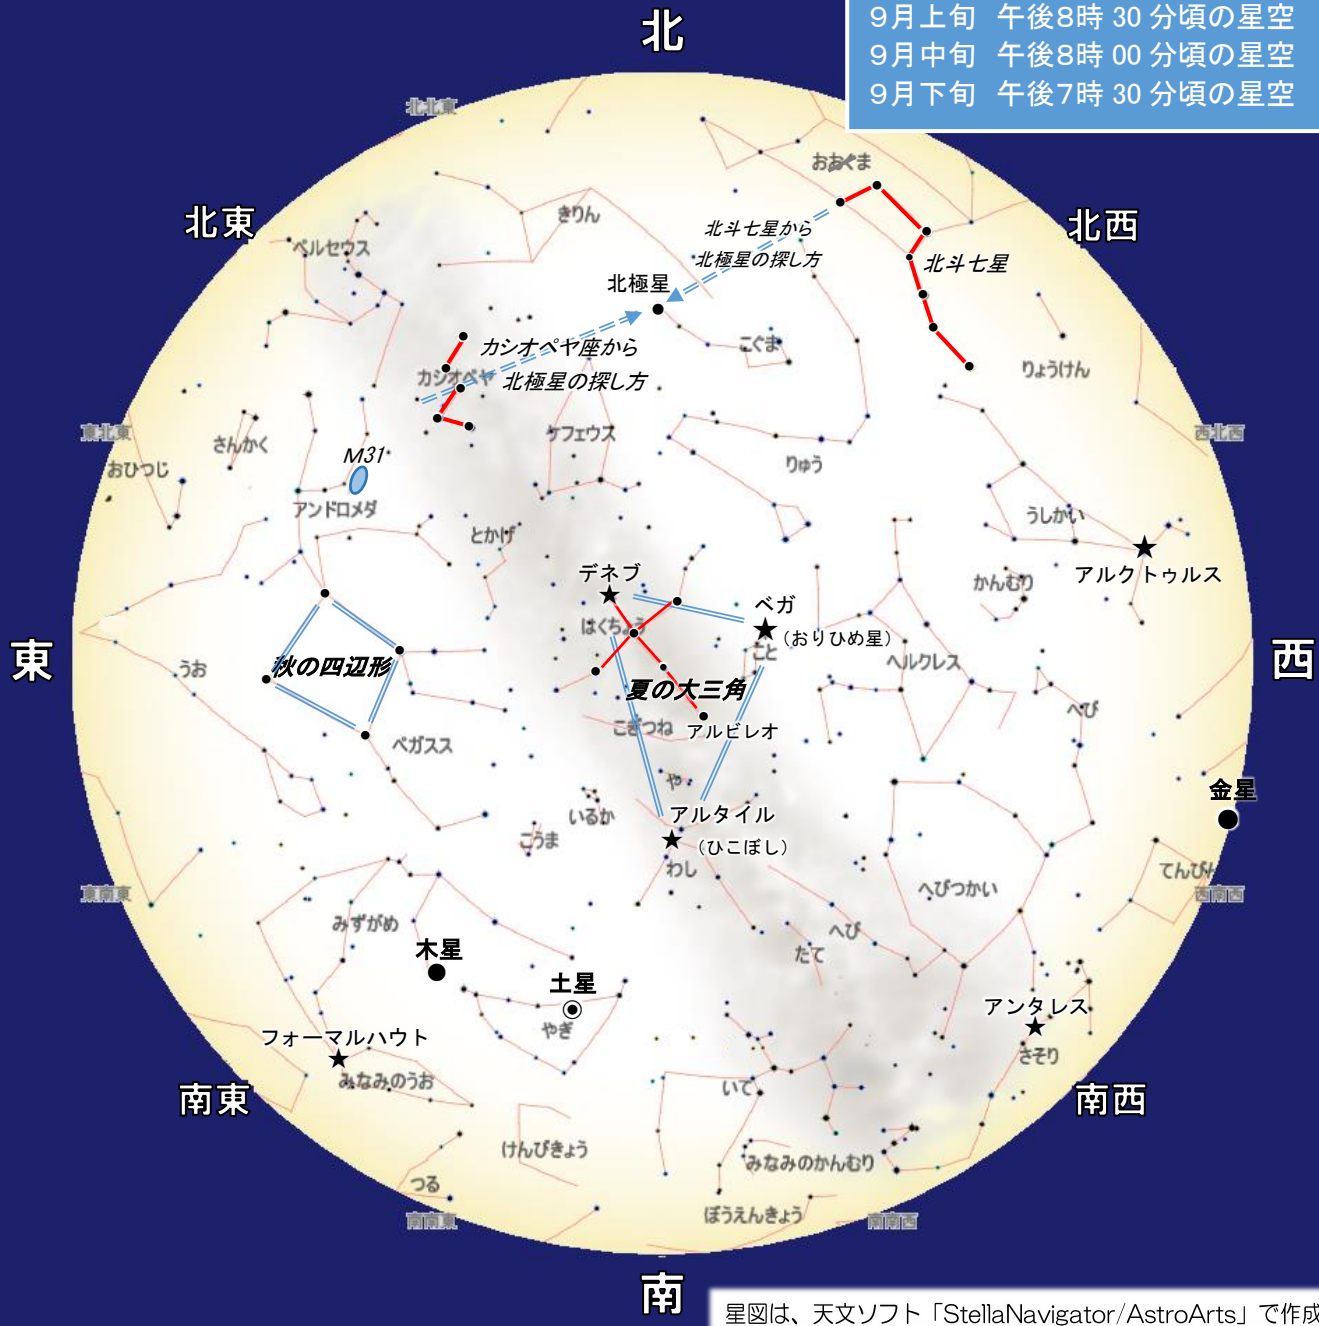 北
9月上旬 午後8時 30 分頃の星空
9月中旬 午後8時 00 分頃の星空
9月下旬 午後7時 30 分頃の星空
北北東
おおぐま
北東
きりん
北西
ペルセウス
北斗七星から
北極星の探し方
北斗七星
北極星
カシオペヤ座から
こぐま
りょうけん
カシオペヤ
北極星の探し方
東北東
さんかく
ケフェウス
西北西
おひつじ
M31
りゅう
アンドロメダ
とかげ
うしかい
デネブ
かんむり
アルクトゥルス
ベガ
はくちょう
(おりひめ星)
東
こと
ヘルクレス
西
うお
秋の四辺形
夏の大三角
へび
こぎつね
アルビレオ
ペガスス
や
金星
いるか
アルタイル
こうま
(ひこぼし)
わし
てんびん
東南東
へびつかい
西南西
みずがめ
へび
木星
たて
土星
アンタレス
やぎ
フォーマルハウト
さそり
みなみのうお
いて
南東
南西
けんびきょう
みなみのかんむり
つる
ぼうえんきょう
南南東
南南西
南
星図は、天文ソフト「StellaNavigator/AstroArts」で作成